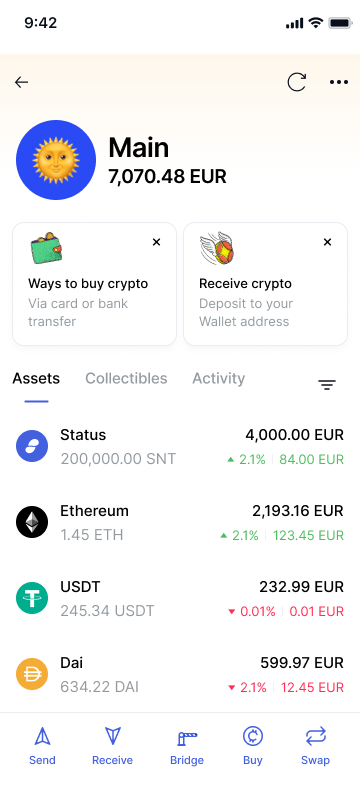 9:42
Main
7,070.48 EUR
Ways to buy crypto
Via card or bank
transfer
Receive crypto
Deposit to your
Wallet address
Assets Collectibles Activity
Status 4,000.00 EUR
200,000.00 SNT 2.1% 84.00 EUR
Ethereum 2,193.16 EUR
1.45 ETH 2.1% 123.45 EUR
USDT 232.99 EUR
245.34 USDT 0.01% 0.01 EUR
Dai 599.97 EUR
634.22 DAI 2.1% 12.45 EUR
Send Receive Bridge Buy Swap